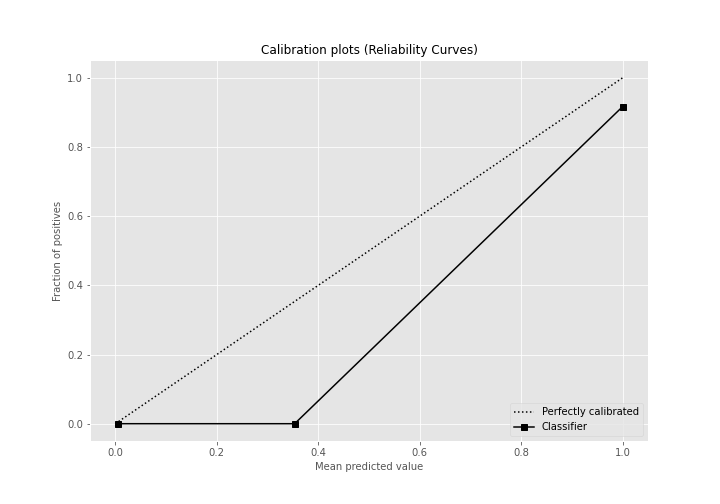 Calibration plots (Reliability Curves)
1.0
0.8
0.6
0.4
0.2
0.0
Fraction of positives
Perfectly calibrated
Classifier
0.0 0.2 0.4 0.6 0.8 1.0
Mean predicted value